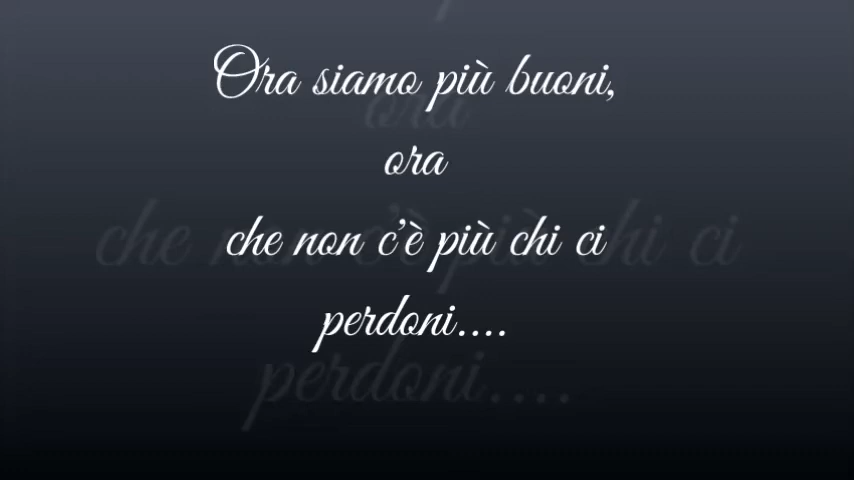 Ora siamo più buoni,
ora
che non c'è più chi ci
perdoni....